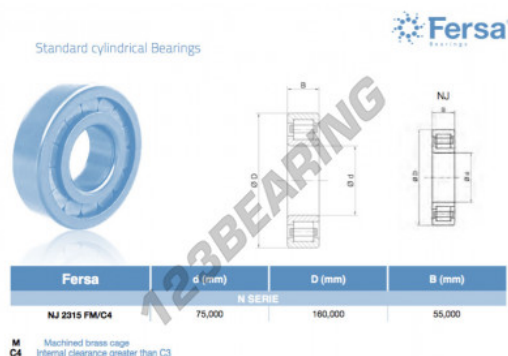 Fersa
Bearings
Standard cylindrical Bearings
B
NJ
B
Ø D
Ø d
Ø D
Ø d
123BEARING
Fersa d (mm) D (mm) B (mm)
N SERIE
NJ 2315 FM/C4 75,000 160,000 55,000
M Machined brass cage
C4 Internal clearance greater than C3